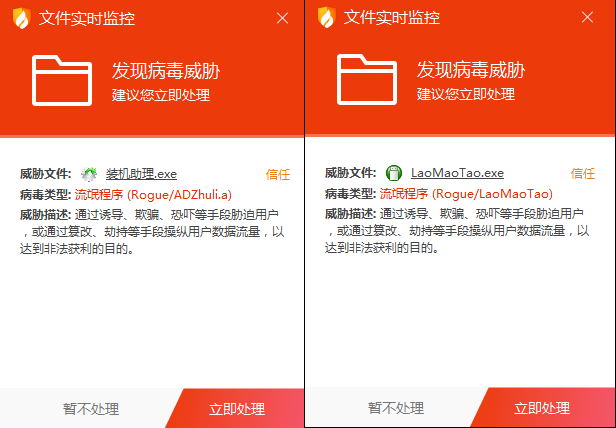 文件实时监控
发现病毒威胁
建议您立即处理
威胁文件: 装机助理.exe 信任
病毒类型: 流氓程序 (Rogue/ADZhuli.a)
威胁描述: 通过诱导、欺骗、恐吓等手段胁迫用户
，或通过篡改、劫持等手段操纵用户数据流量，以
达到非法获利的目的。
暂不处理 立即处理
文件实时监控
发现病毒威胁
建议您立即处理
威胁文件: LaoMaoTao.exe 信任
病毒类型: 流氓程序 (Rogue/LaoMaoTao)
威胁描述: 通过诱导、欺骗、恐吓等手段胁迫用户
，或通过篡改、劫持等手段操纵用户数据流量，以
达到非法获利的目的。
暂不处理 立即处理